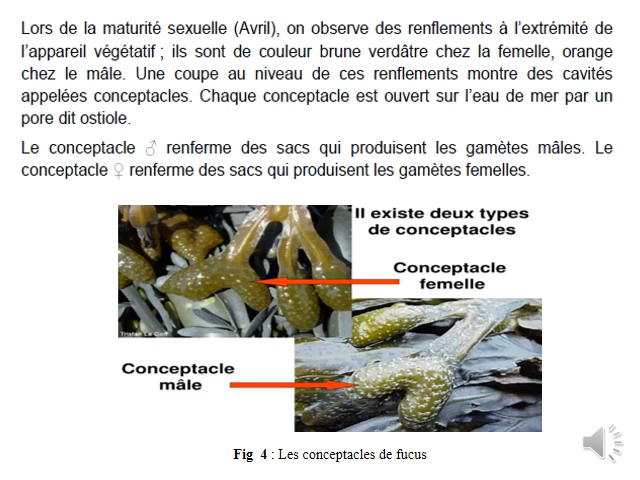 Lors de la maturité sexuelle (Avril), on observe des renflements à l'extrémité de
l'appareil végétatif ; ils sont de couleur brune verdâtre chez la femelle, orange
chez le mâle. Une coupe au niveau de ces renflements montre des cavités
appelées conceptacles. Chaque conceptacle est ouvert sur l'eau de mer par un
pore dit ostiole.
Le conceptacle ♂ renferme des sacs qui produisent les gamètes mâles. Le
conceptacle ♀ renferme des sacs qui produisent les gamètes femelles.
Il existe deux types
de conceptacles
Conceptacle
femelle
Tristan Le Goff
Conceptacle
mâle
Fig 4 : Les conceptacles de fucus